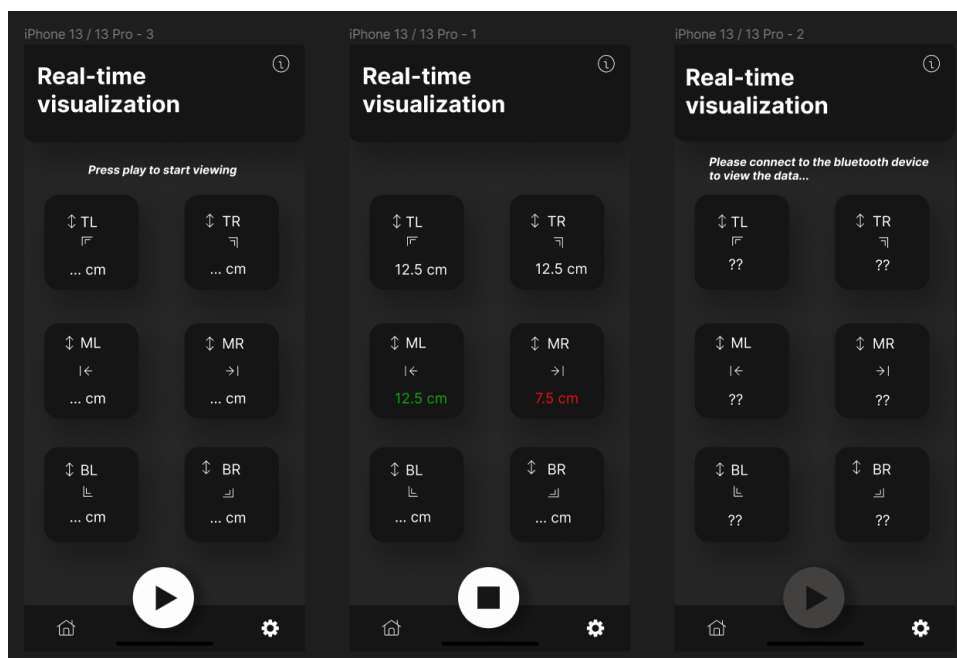 iPhone 13 / 13 Pro - 3
Real-time
visualization
Press play to start viewing
TL
... cm
TR
... cm
ML
... cm
MR
... cm
BL
... cm
BR
... cm
iPhone 13 / 13 Pro - 1
Real-time
visualization
TL
12.5 cm
TR
12.5 cm
ML
12.5 cm
MR
7.5 cm
BL
... cm
BR
... cm
iPhone 13 / 13 Pro - 2
Real-time
visualization
Please connect to the bluetooth device
to view the data...
TL
??
TR
??
ML
??
MR
??
BL
??
BR
??